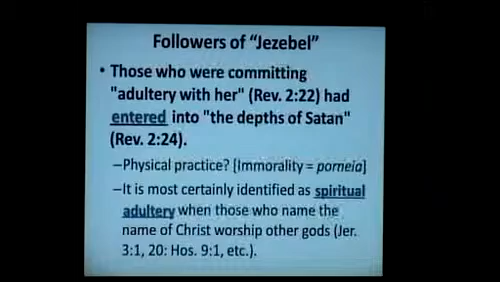 Followers of “Jezebel”
• Those who were committing
"adultery with her" (Rev. 2:22) had
entered into "the depths of Satan"
(Rev. 2:24).
–Physical practice? [Immorality = porneia]
–It is most certainly identified as spiritual
adultery when those who name the
name of Christ worship other gods (Jer.
3:1, 20: Hos. 9:1, etc.).